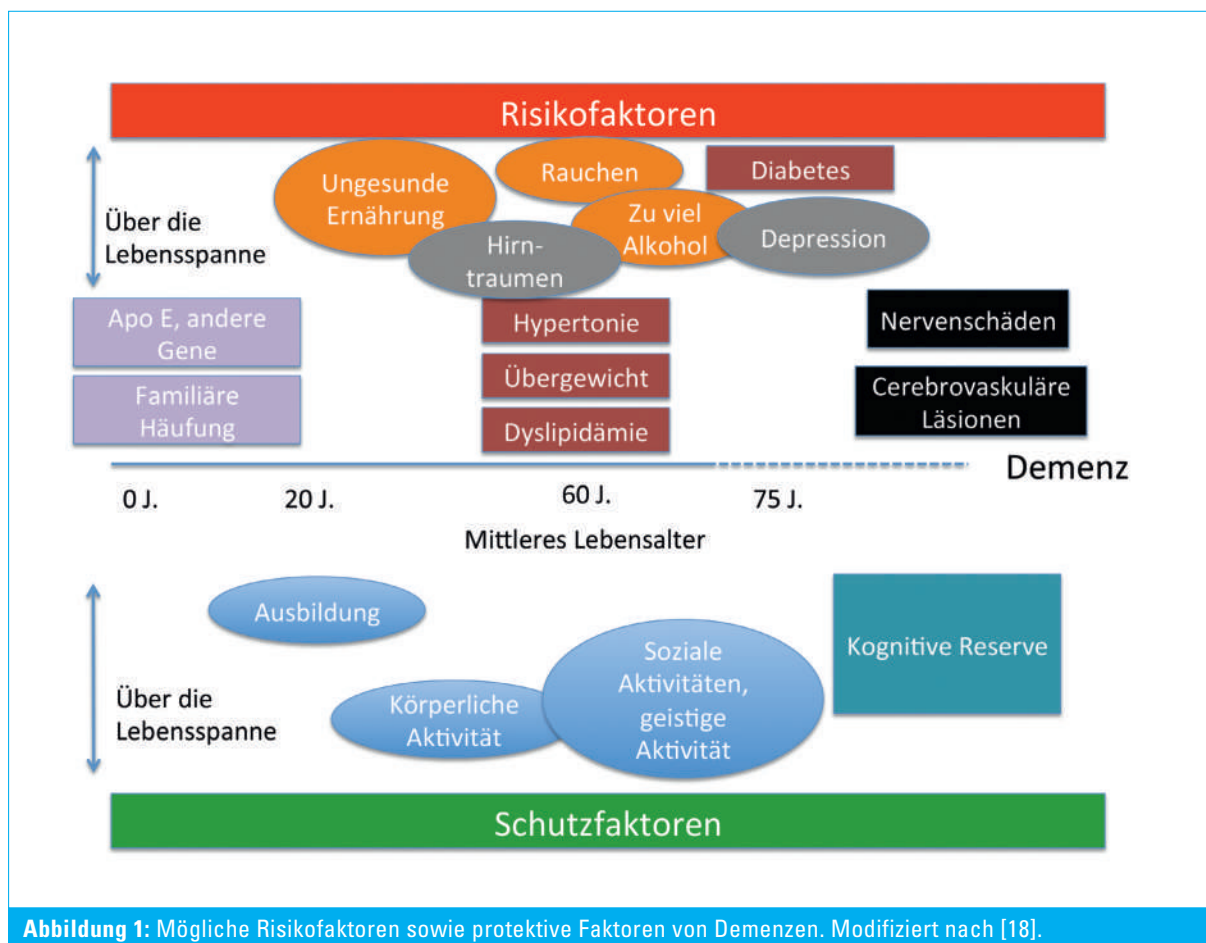 Risikofaktoren
Über die
Lebensspanne
Ungesunde
Ernährung
Rauchen
Diabetes
Hirn-
traumen
Zu viel
Alkohol
Depression
Apo E, andere
Gene
Familiäre
Häufung
Hypertonie
Übergewicht
Dyslipidämie
Nervenschäden
Cerebrovaskuläre
Läsionen
Demenz
0 J. 20 J. 60 J. 75 J.
Mittleres Lebensalter
Über die
Lebensspanne
Ausbildung
Körperliche
Aktivität
Soziale
Aktivitäten,
geistige
Aktivität
Kognitive Reserve
Schutzfaktoren
Abbildung 1: Mögliche Risikofaktoren sowie protektive Faktoren von Demenzen. Modifiziert nach [18].